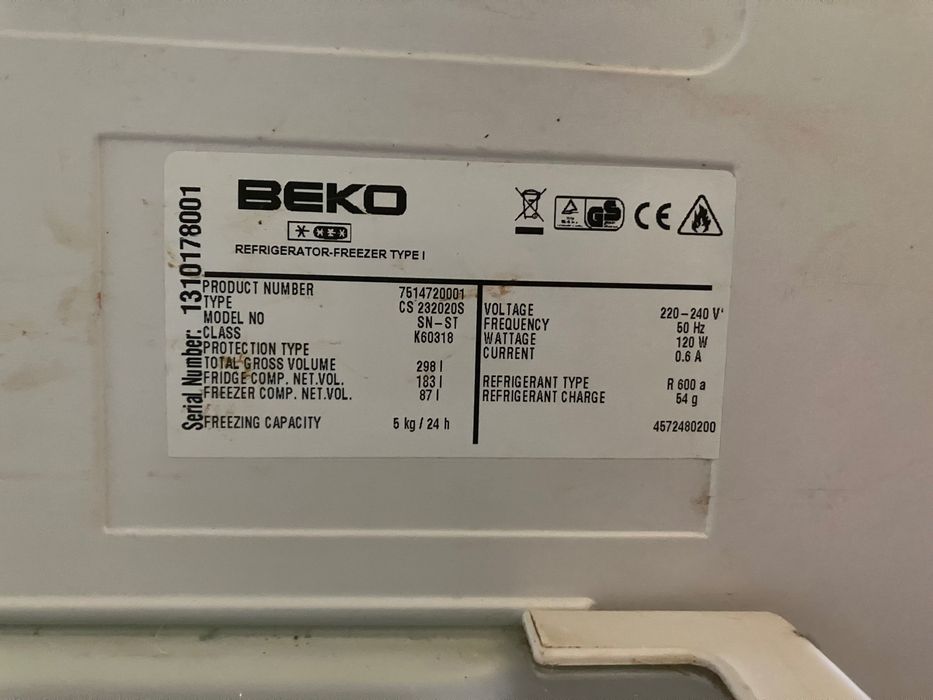 BEKO
REFRIGERATOR-FREEZER TYPE I
GS
CE
Serial Number: 1310178001
PRODUCT NUMBER 7514720001
TYPE CS 232020S
MODEL NO SN-ST
CLASS K60318
PROTECTION TYPE
TOTAL GROSS VOLUME 298 l
FRIDGE COMP. NET.VOL. 183 l
FREEZER COMP. NET.VOL. 87 l
FREEZING CAPACITY 5 kg / 24 h
VOLTAGE 220-240 V
FREQUENCY 50 Hz
WATTAGE 120 W
CURRENT 0.6 A
REFRIGERANT TYPE R 600 a
REFRIGERANT CHARGE 54 g
4572480200